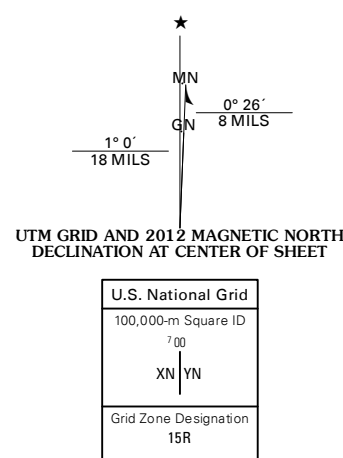 ★
MN
0° 26´
8 MILS
GN
1° 0´
18 MILS
UTM GRID AND 2012 MAGNETIC NORTH
DECLINATION AT CENTER OF SHEET
U.S. National Grid
100,000-m Square ID
⁷00
XN YN
Grid Zone Designation
15R